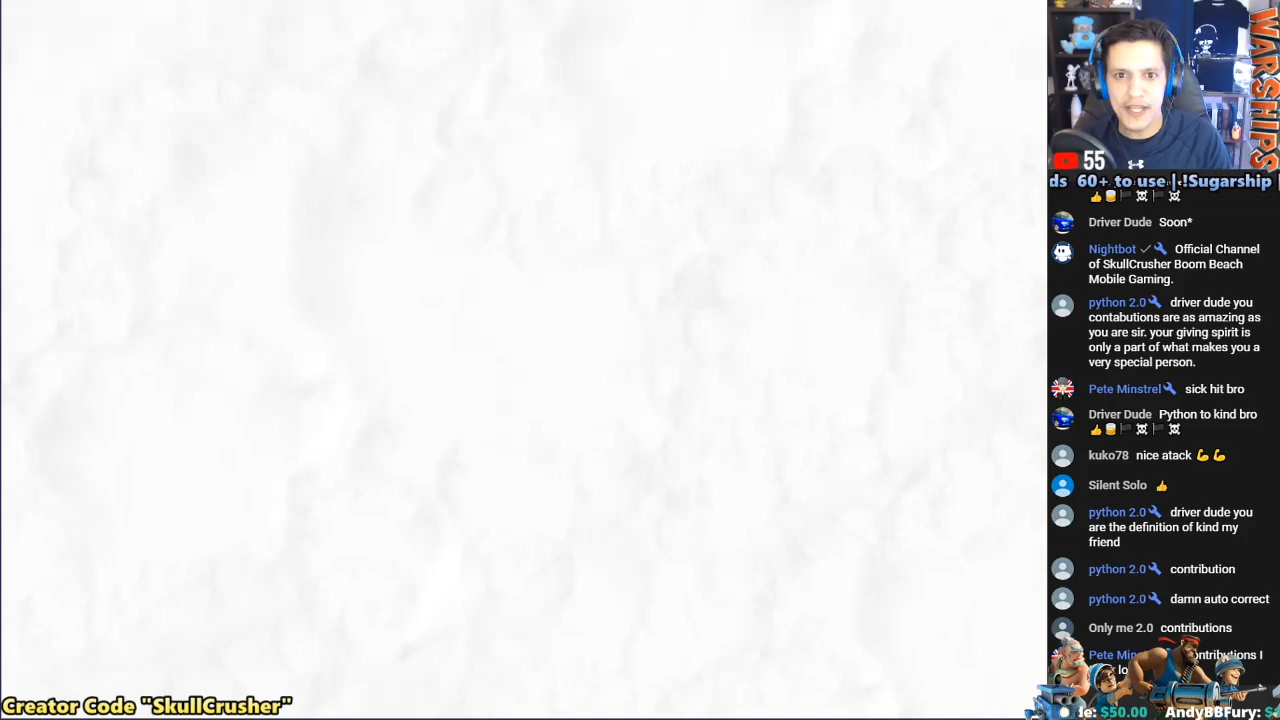 WARSHIPS
55
ds 60+ to use | !Sugarship |
Driver Dude Soon*
Nightbot Official Channel
of SkullCrusher Boom Beach
Mobile Gaming.
python 2.0 driver dude you
contabutions are as amazing as
you are sir. your giving spirit is
only a part of what makes you a
very special person.
Pete Minstrel sick hit bro
Driver Dude Python to kind bro
kuko78 nice atack
Silent Solo
python 2.0 driver dude you
are the definition of kind my
friend
python 2.0 contribution
python 2.0 damn auto correct
Only me 2.0 contributions
Pete Min ontributions I
lo
Creator Code "SkullCrusher"
le: $50.00 AndyBBFury: